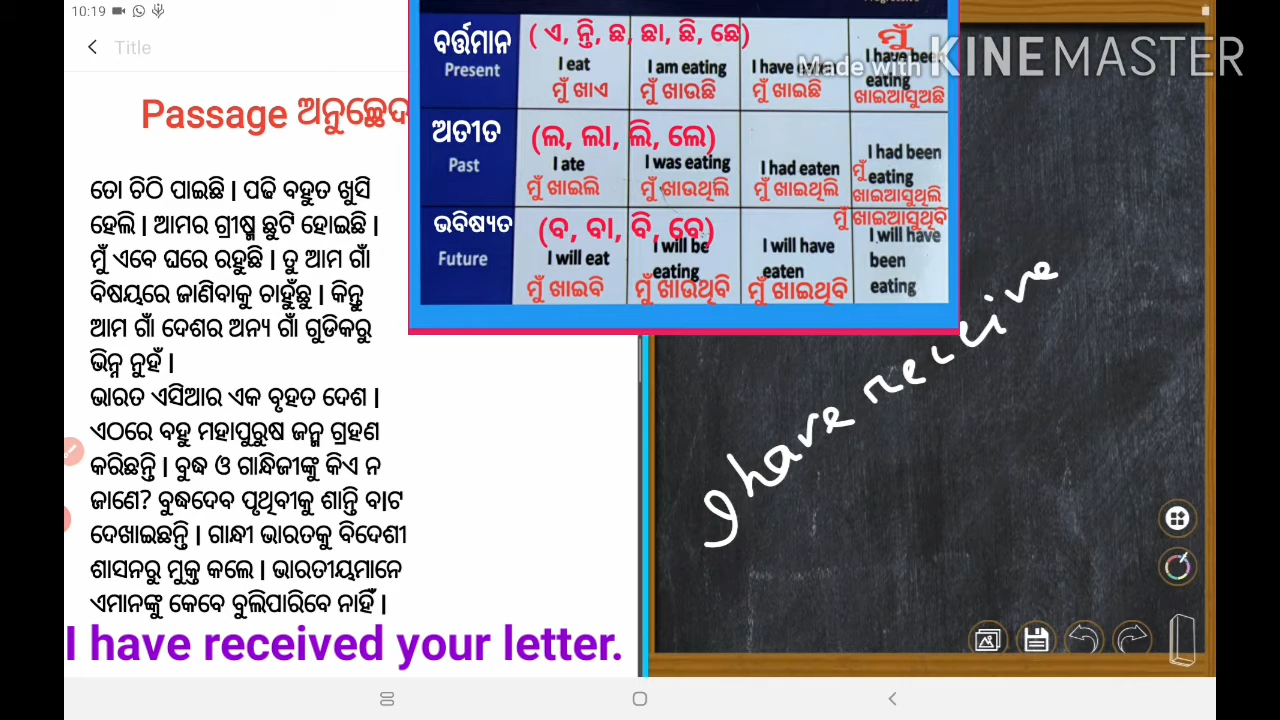 10:19
Title
Passage ଅନୁଚ୍ଛେଦ
ତୋ ଚିଠି ପାଇଛି | ପଢି ବହୁତ ଖୁସି
ହେଲି | ଆମର ଗ୍ରୀଷ୍ମ ଛୁଟି ହୋଇଛି |
ମୁଁ ଏବେ ଘରେ ରହୁଛି | ତୁ ଆମ ଗାଁ
ବିଷୟରେ ଜାଣିବାକୁ ଚାହୁଁଛୁ | କିନ୍ତୁ
ଆମ ଗାଁ ଦେଶର ଅନ୍ୟ ଗାଁ ଗୁଡିକରୁ
ଭିନ୍ନ ନୁହଁ |
ଭାରତ ଏସିଆର ଏକ ବୃହତ ଦେଶ |
ଏଠରେ ବହୁ ମହାପୁରୁଷ ଜନ୍ମ ଗ୍ରହଣ
କରିଛନ୍ତି | ବୁଦ୍ଧ ଓ ଗାନ୍ଧିଜୀଙ୍କୁ କିଏ ନ
ଜାଣେ? ବୁଦ୍ଧଦେବ ପୃଥିବୀକୁ ଶାନ୍ତି ବାଟ
ଦେଖାଇଛନ୍ତି | ଗାନ୍ଧୀ ଭାରତକୁ ବିଦେଶୀ
ଶାସନରୁ ମୁକ୍ତ କଲେ | ଭାରତୀୟମାନେ
ଏମାନଙ୍କୁ କେବେ ବୁଲିପାରିବେ ନାହିଁ |
I have received your letter.
ବର୍ତ୍ତମାନ ( ଏ, ନ୍ତି, ଛ, ଛା, ଛି, ଛେ) ମୁଁ
Present I eat I am eating I have I have been eating
ମୁଁ ଖାଏ ମୁଁ ଖାଉଛି ମୁଁ ଖାଇଛି ଖାଇଆସୁଅଛି
ଅତୀତ (ଲ, ଲା, ଲି, ଲେ)
Past I ate I was eating I had eaten I had been eating
ମୁଁ ଖାଇଲି ମୁଁ ଖାଉଥିଲି ମୁଁ ଖାଇଥିଲି ମୁଁ ଖାଇଆସୁଥିଲି
ଭବିଷ୍ୟତ (ବ, ବା, ବି, ବେ) ମୁଁ ଖାଇଆସୁଥିବି
Future I will eat I will be eating I will have eaten I will have been eating
ମୁଁ ଖାଇବି ମୁଁ ଖାଉଥିବି ମୁଁ ଖାଇଥିବି
Made with KINEMASTER
I have receive